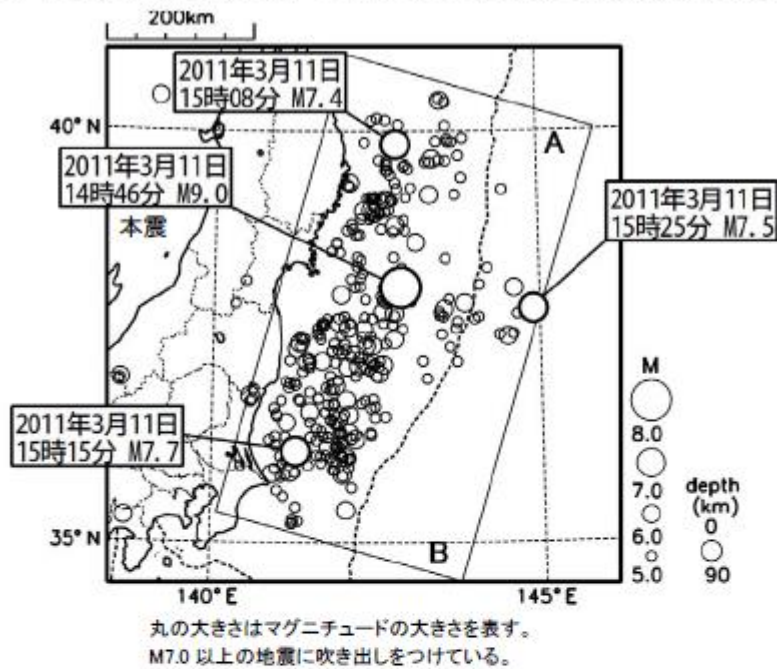 200km
2011年3月11日
15時08分 M7.4
40° N
A
2011年3月11日
14時46分 M9.0
本震
2011年3月11日
15時25分 M7.5
M
2011年3月11日
15時15分 M7.7
8.0
7.0
6.0
5.0
depth
(km)
0
90
35° N
B
140° E
145° E
丸の大きさはマグニチュードの大きさを表す。
M7.0 以上の地震に吹き出しをつけている。